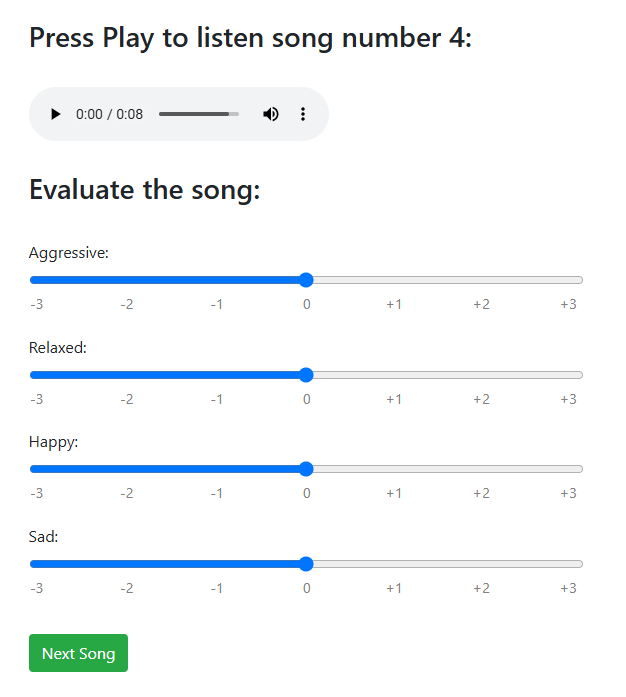 Press Play to listen song number 4:
0:00 / 0:08
Evaluate the song:
Aggressive:
-3 -2 -1 0 +1 +2 +3
Relaxed:
-3 -2 -1 0 +1 +2 +3
Happy:
-3 -2 -1 0 +1 +2 +3
Sad:
-3 -2 -1 0 +1 +2 +3
Next Song